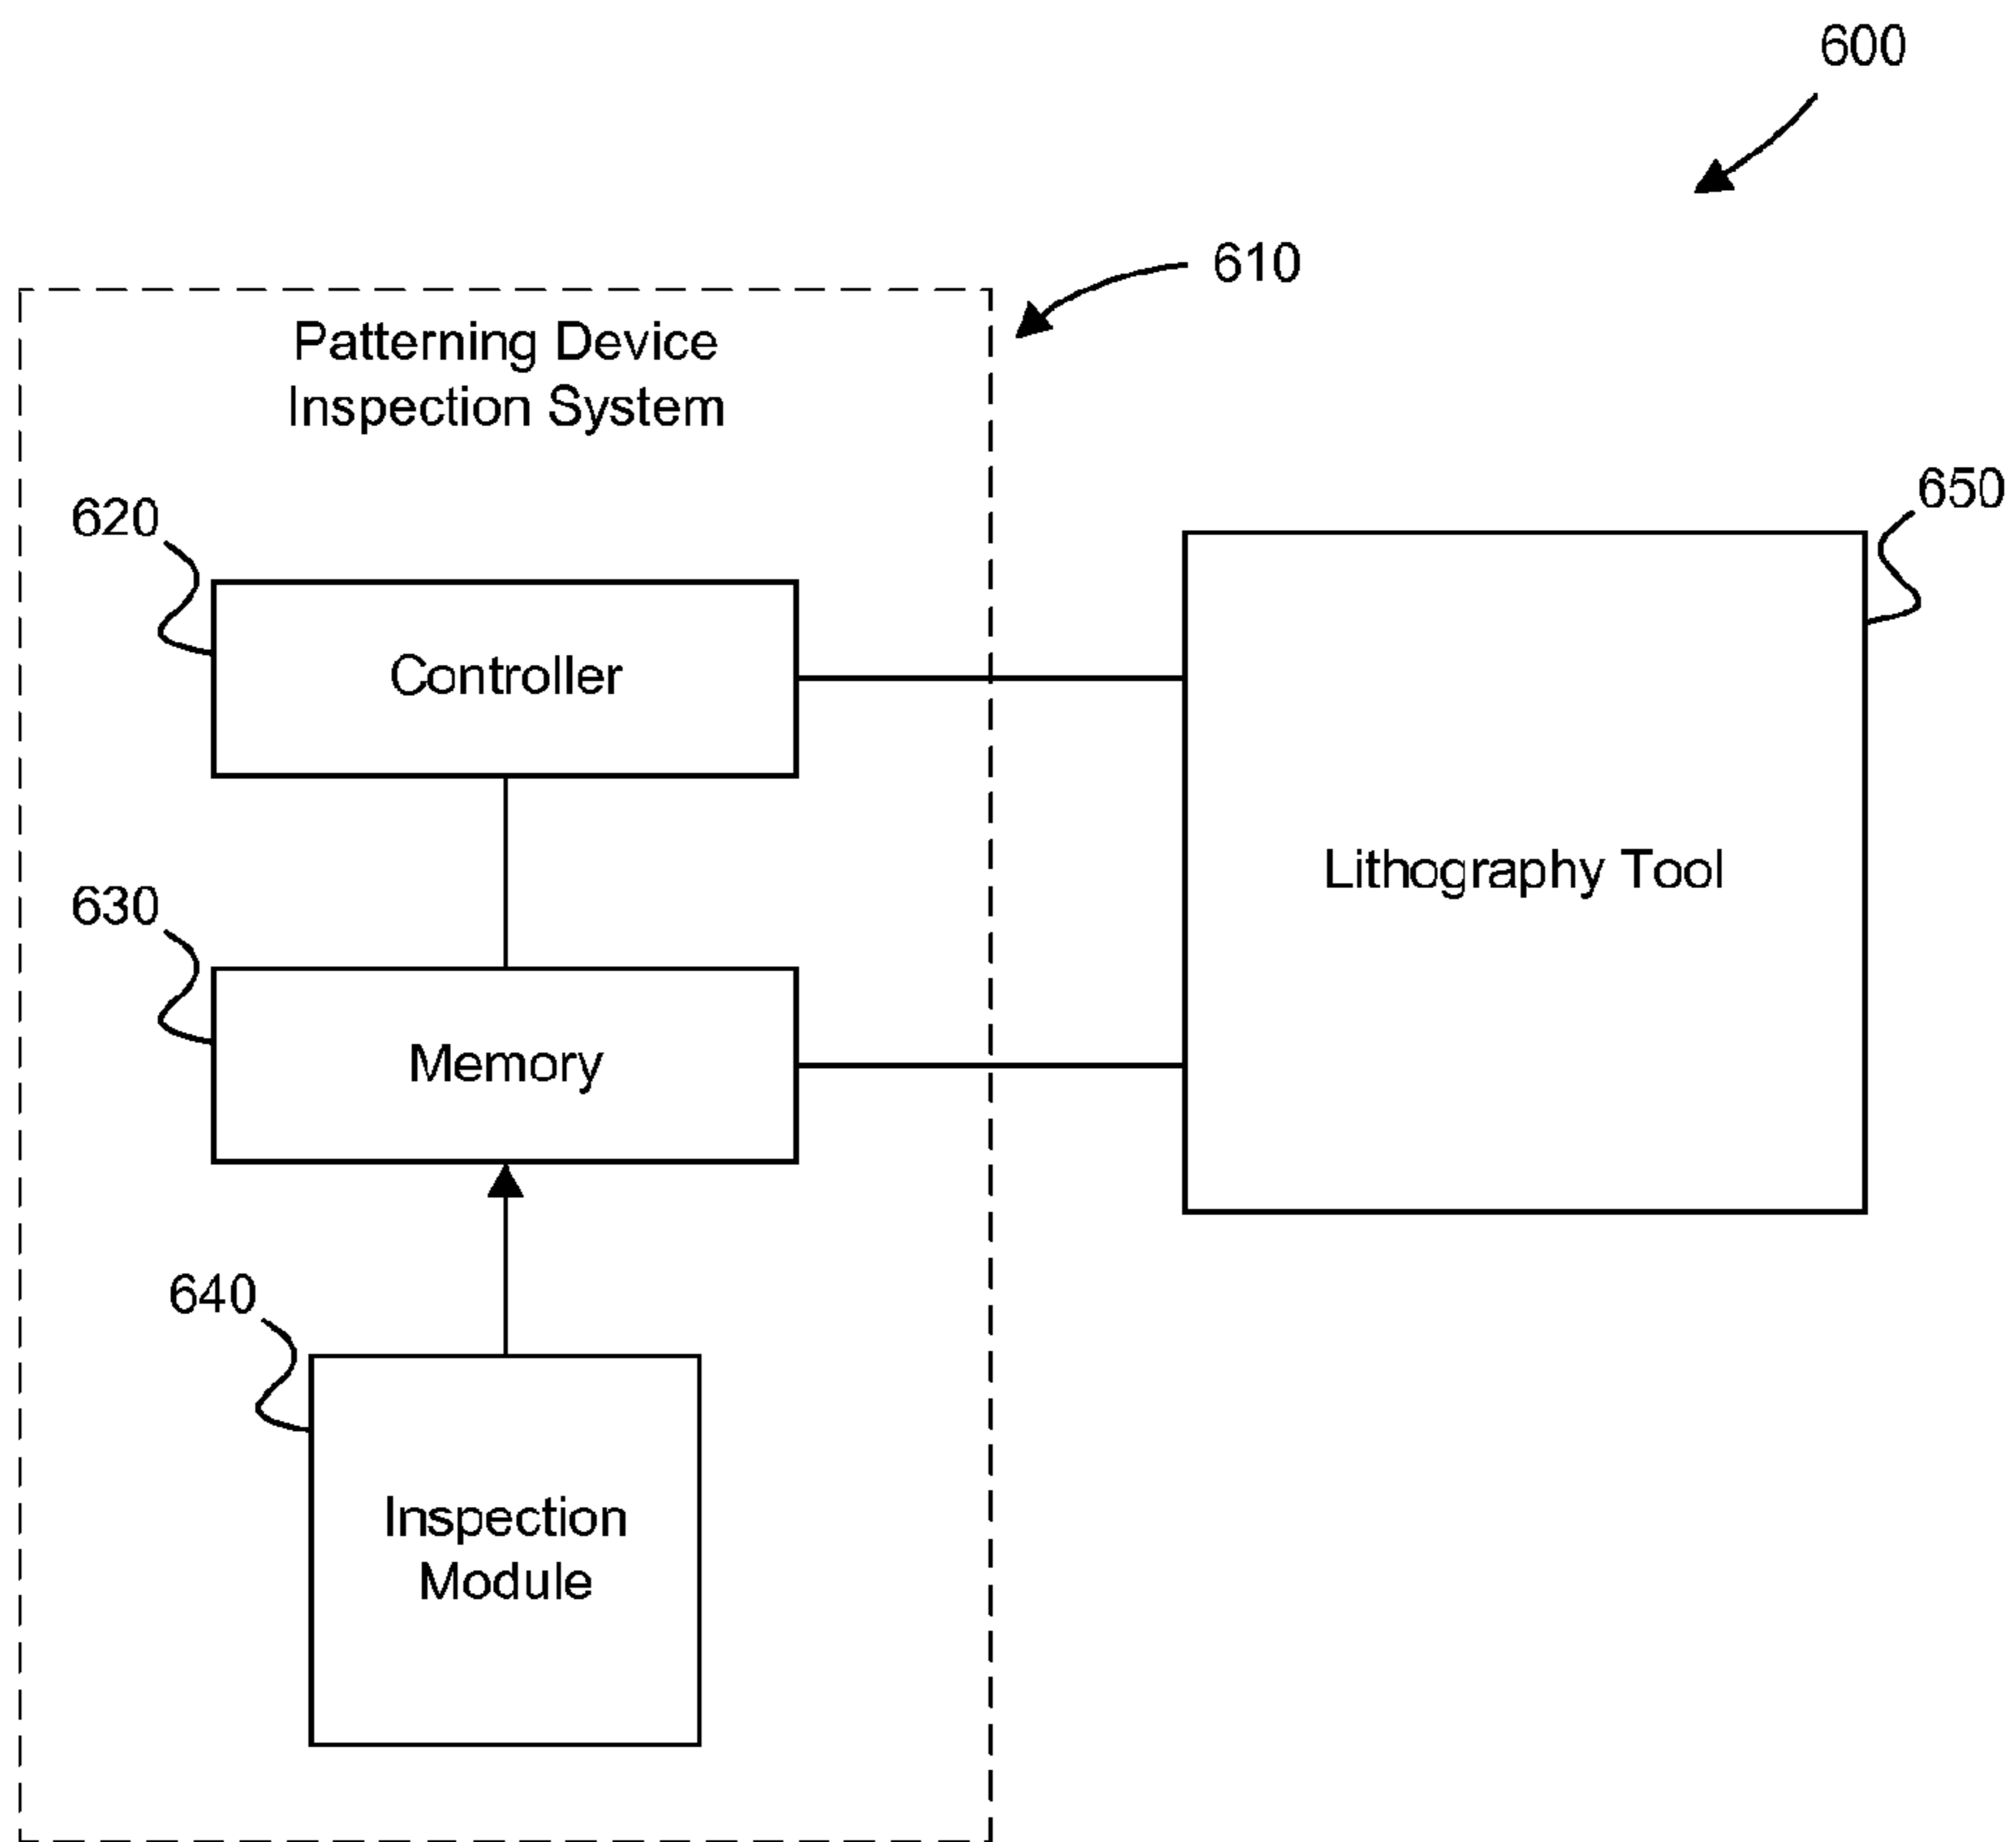 600
610
Patterning Device
Inspection System
620
650
Controller
Lithography Tool
630
Memory
640
Inspection
Module